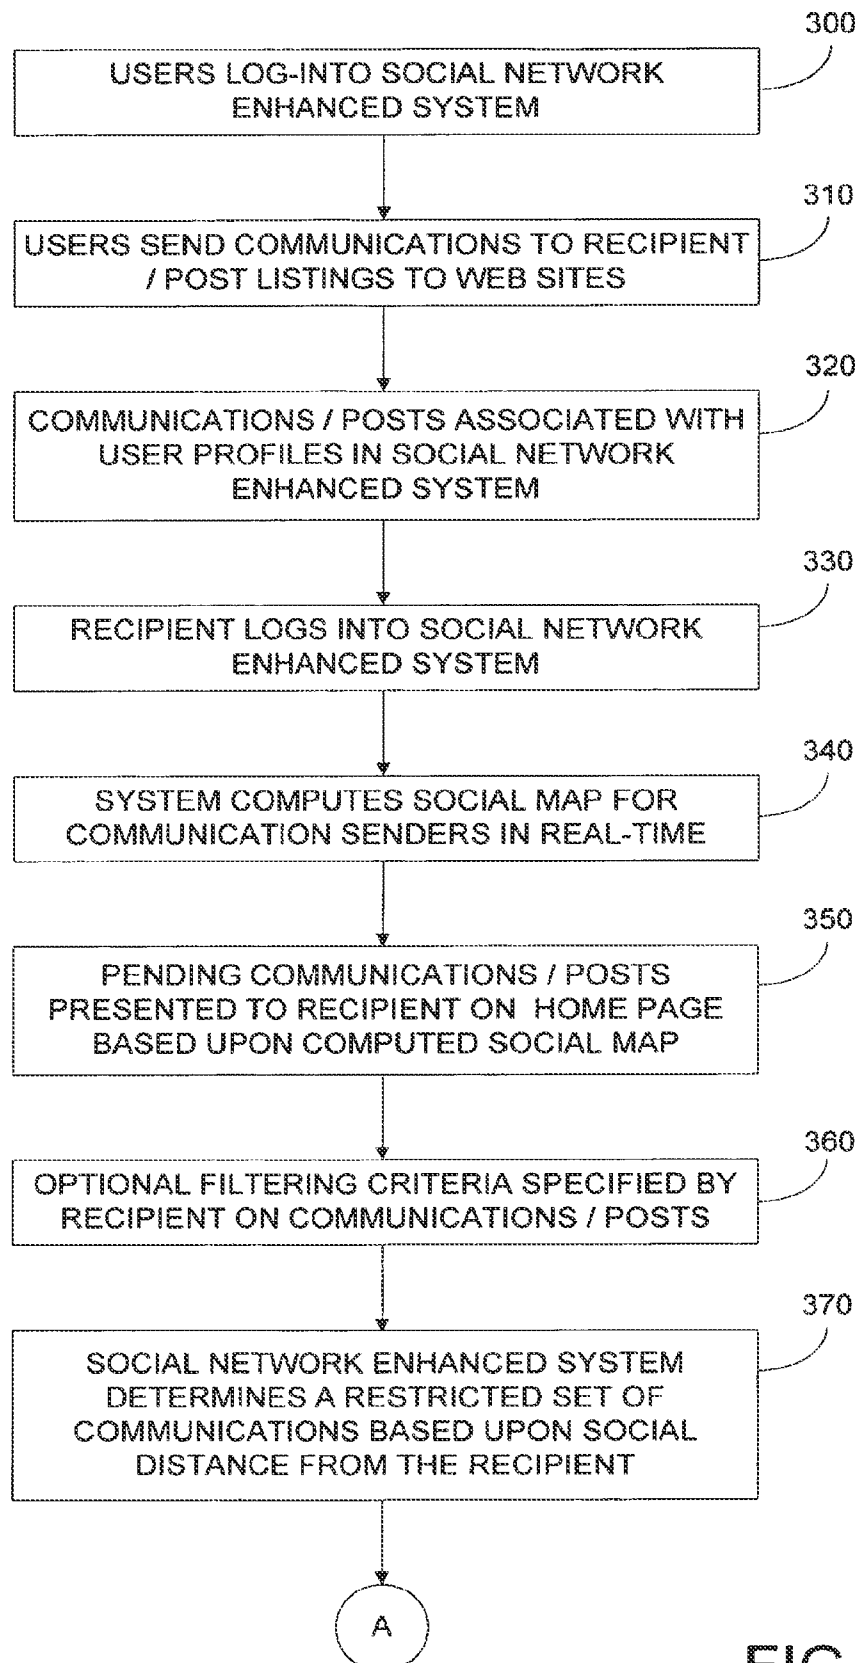 300
USERS LOG-INTO SOCIAL NETWORK
ENHANCED SYSTEM
310
USERS SEND COMMUNICATIONS TO RECIPIENT
/ POST LISTINGS TO WEB SITES
320
COMMUNICATIONS / POSTS ASSOCIATED WITH
USER PROFILES IN SOCIAL NETWORK
ENHANCED SYSTEM
330
RECIPIENT LOGS INTO SOCIAL NETWORK
ENHANCED SYSTEM
340
SYSTEM COMPUTES SOCIAL MAP FOR
COMMUNICATION SENDERS IN REAL-TIME
350
PENDING COMMUNICATIONS / POSTS
PRESENTED TO RECIPIENT ON HOME PAGE
BASED UPON COMPUTED SOCIAL MAP
360
OPTIONAL FILTERING CRITERIA SPECIFIED BY
RECIPIENT ON COMMUNICATIONS / POSTS
370
SOCIAL NETWORK ENHANCED SYSTEM
DETERMINES A RESTRICTED SET OF
COMMUNICATIONS BASED UPON SOCIAL
DISTANCE FROM THE RECIPIENT
A
FIG